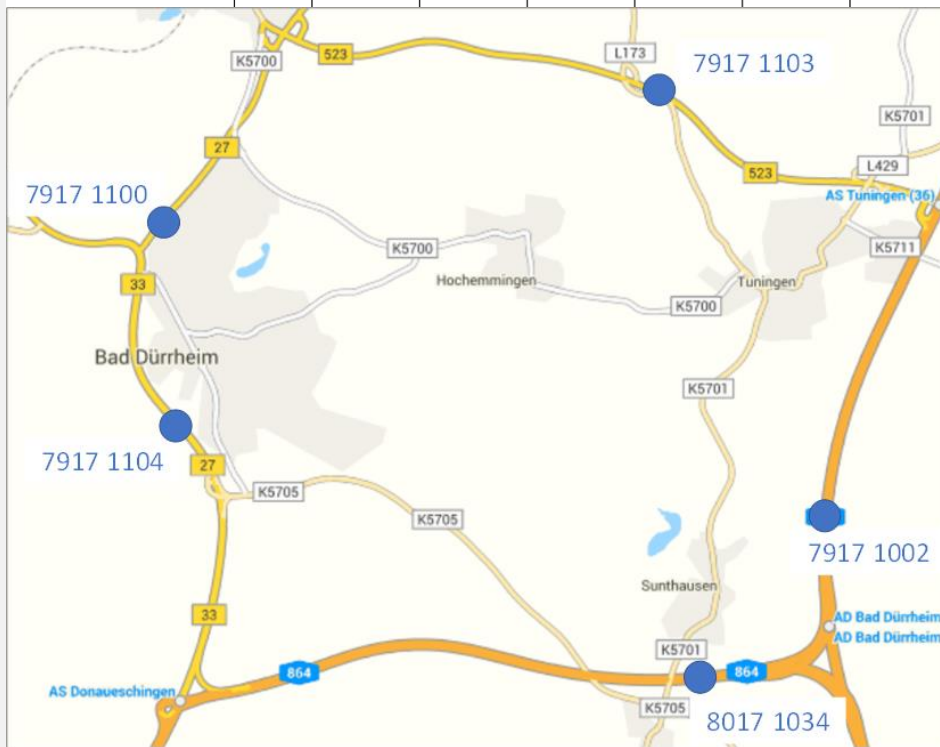 523
L173
7917 1103
K5700
K5701
27
L429
523
7917 1100
AS Tuningen (36)
K5700
K5711
33
Hochemmingen
K5700
Tuningen
Bad Dürrheim
K5701
7917 1104
27
K5705
K5705
7917 1002
Sunthausen
33
AD Bad Dürrheim
AD Bad Dürrheim
K5701
864
864
AS Donaueschingen
K5705
8017 1034